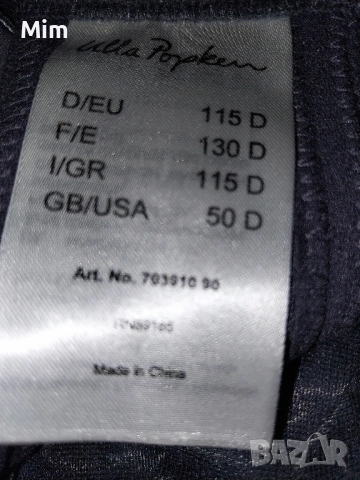 Mim
Ulla Popken
D/EU 115 D
F/E 130 D
I/GR 115 D
GB/USA 50 D
Art. No. 703910 90
Made in China
BAZAR